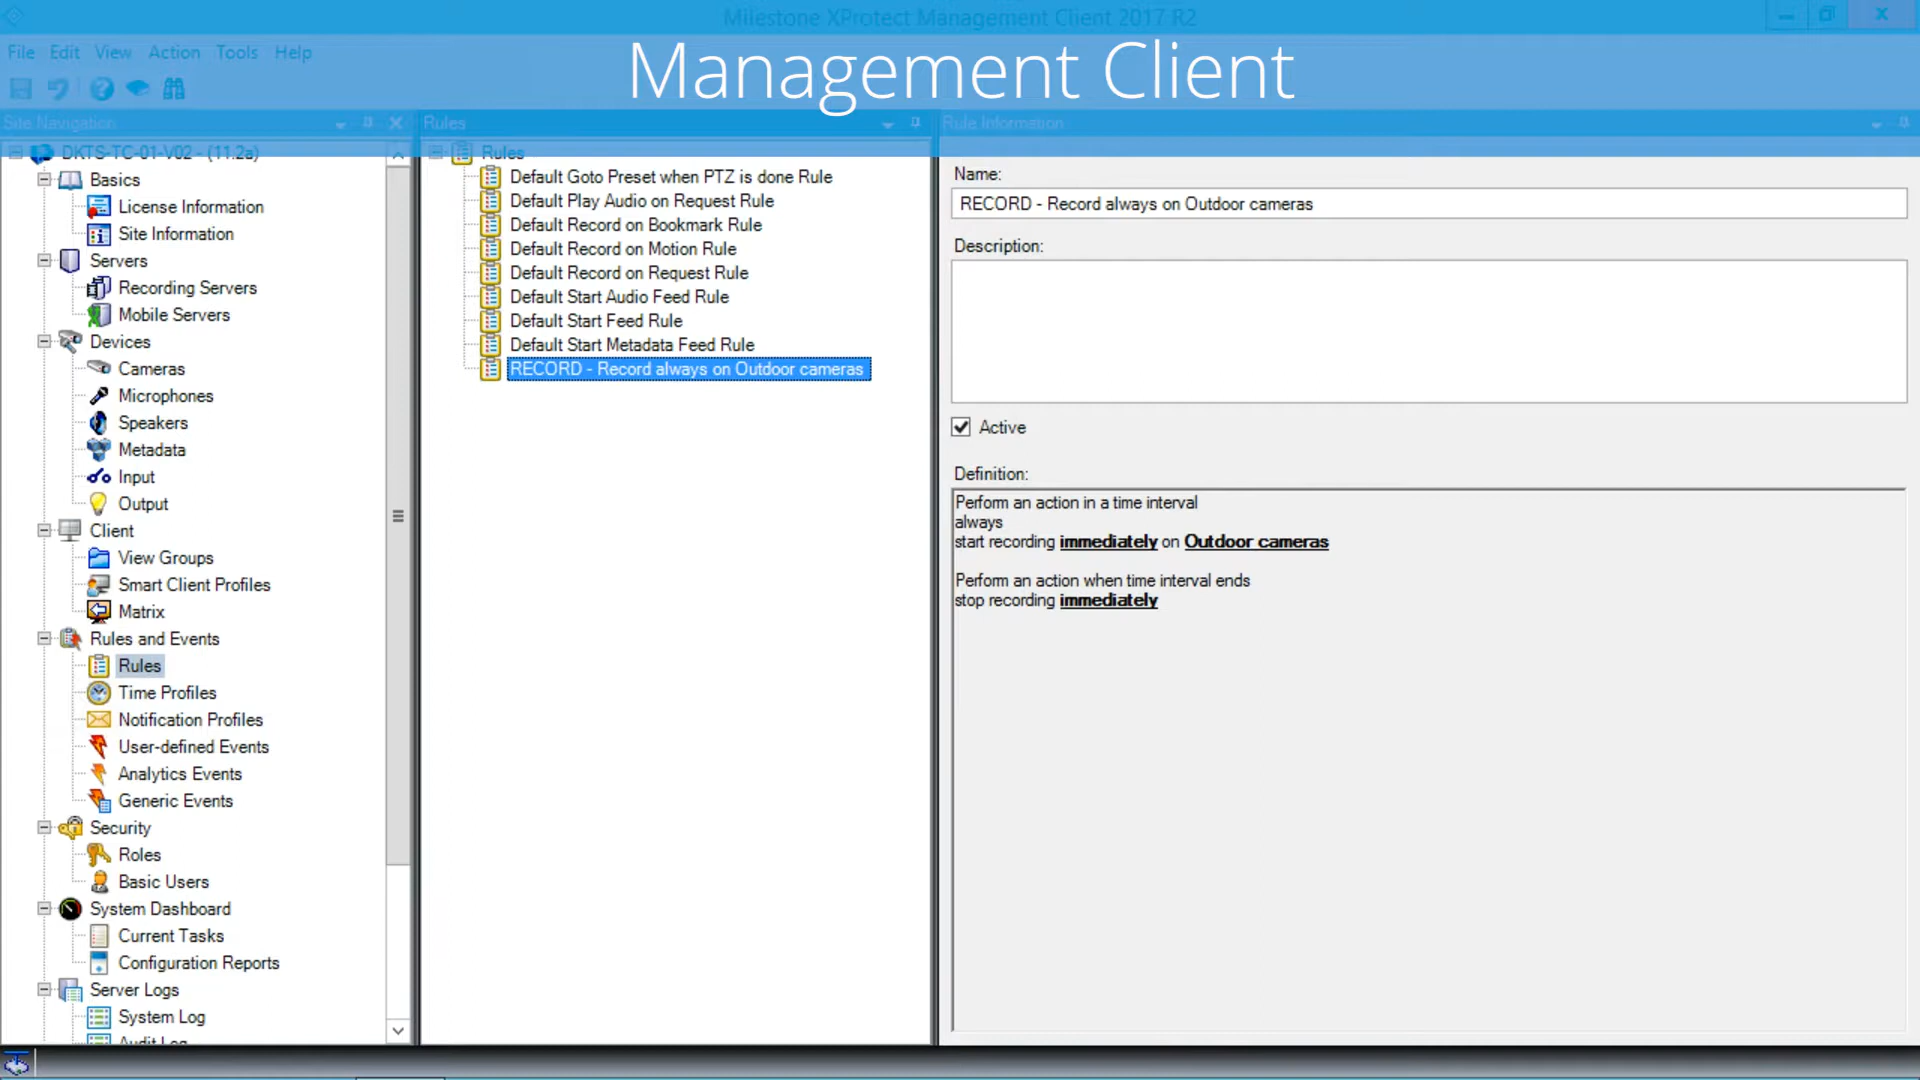 Milestone XProtect Management Client 2017 R2
File Edit View Action Tools Help
Management Client
Site Navigation
DKTS-TC-01-V02 - (11.2a)
Basics
License Information
Site Information
Servers
Recording Servers
Mobile Servers
Devices
Cameras
Microphones
Speakers
Metadata
Input
Output
Client
View Groups
Smart Client Profiles
Matrix
Rules and Events
Rules
Time Profiles
Notification Profiles
User-defined Events
Analytics Events
Generic Events
Security
Roles
Basic Users
System Dashboard
Current Tasks
Configuration Reports
Server Logs
System Log
Audit Log
Rules
Rules
Default Goto Preset when PTZ is done Rule
Default Play Audio on Request Rule
Default Record on Bookmark Rule
Default Record on Motion Rule
Default Record on Request Rule
Default Start Audio Feed Rule
Default Start Feed Rule
Default Start Metadata Feed Rule
RECORD - Record always on Outdoor cameras
Rule Information
Name:
RECORD - Record always on Outdoor cameras
Description:
Active
Definition:
Perform an action in a time interval
always
start recording immediately on Outdoor cameras
Perform an action when time interval ends
stop recording immediately